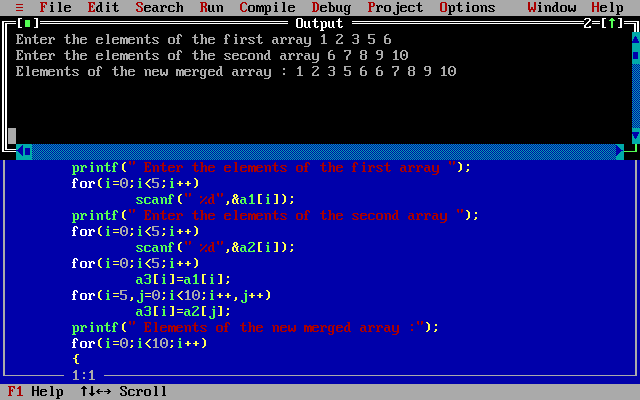 ≡ File Edit Search Run Compile Debug Project Options Window Help
[■] Output 2=[↑]
Enter the elements of the first array 1 2 3 5 6
Enter the elements of the second array 6 7 8 9 10
Elements of the new merged array : 1 2 3 5 6 6 7 8 9 10
printf(" Enter the elements of the first array ");
for(i=0;i<5;i++)
scanf(" %d",&a1[i]);
printf(" Enter the elements of the second array ");
for(i=0;i<5;i++)
scanf(" %d",&a2[i]);
for(i=0;i<5;i++)
a3[i]=a1[i];
for(i=5,j=0;i<10;i++,j++)
a3[i]=a2[j];
printf(" Elements of the new merged array :");
for(i=0;i<10;i++)
{
1:1
F1 Help ↑↓←→ Scroll